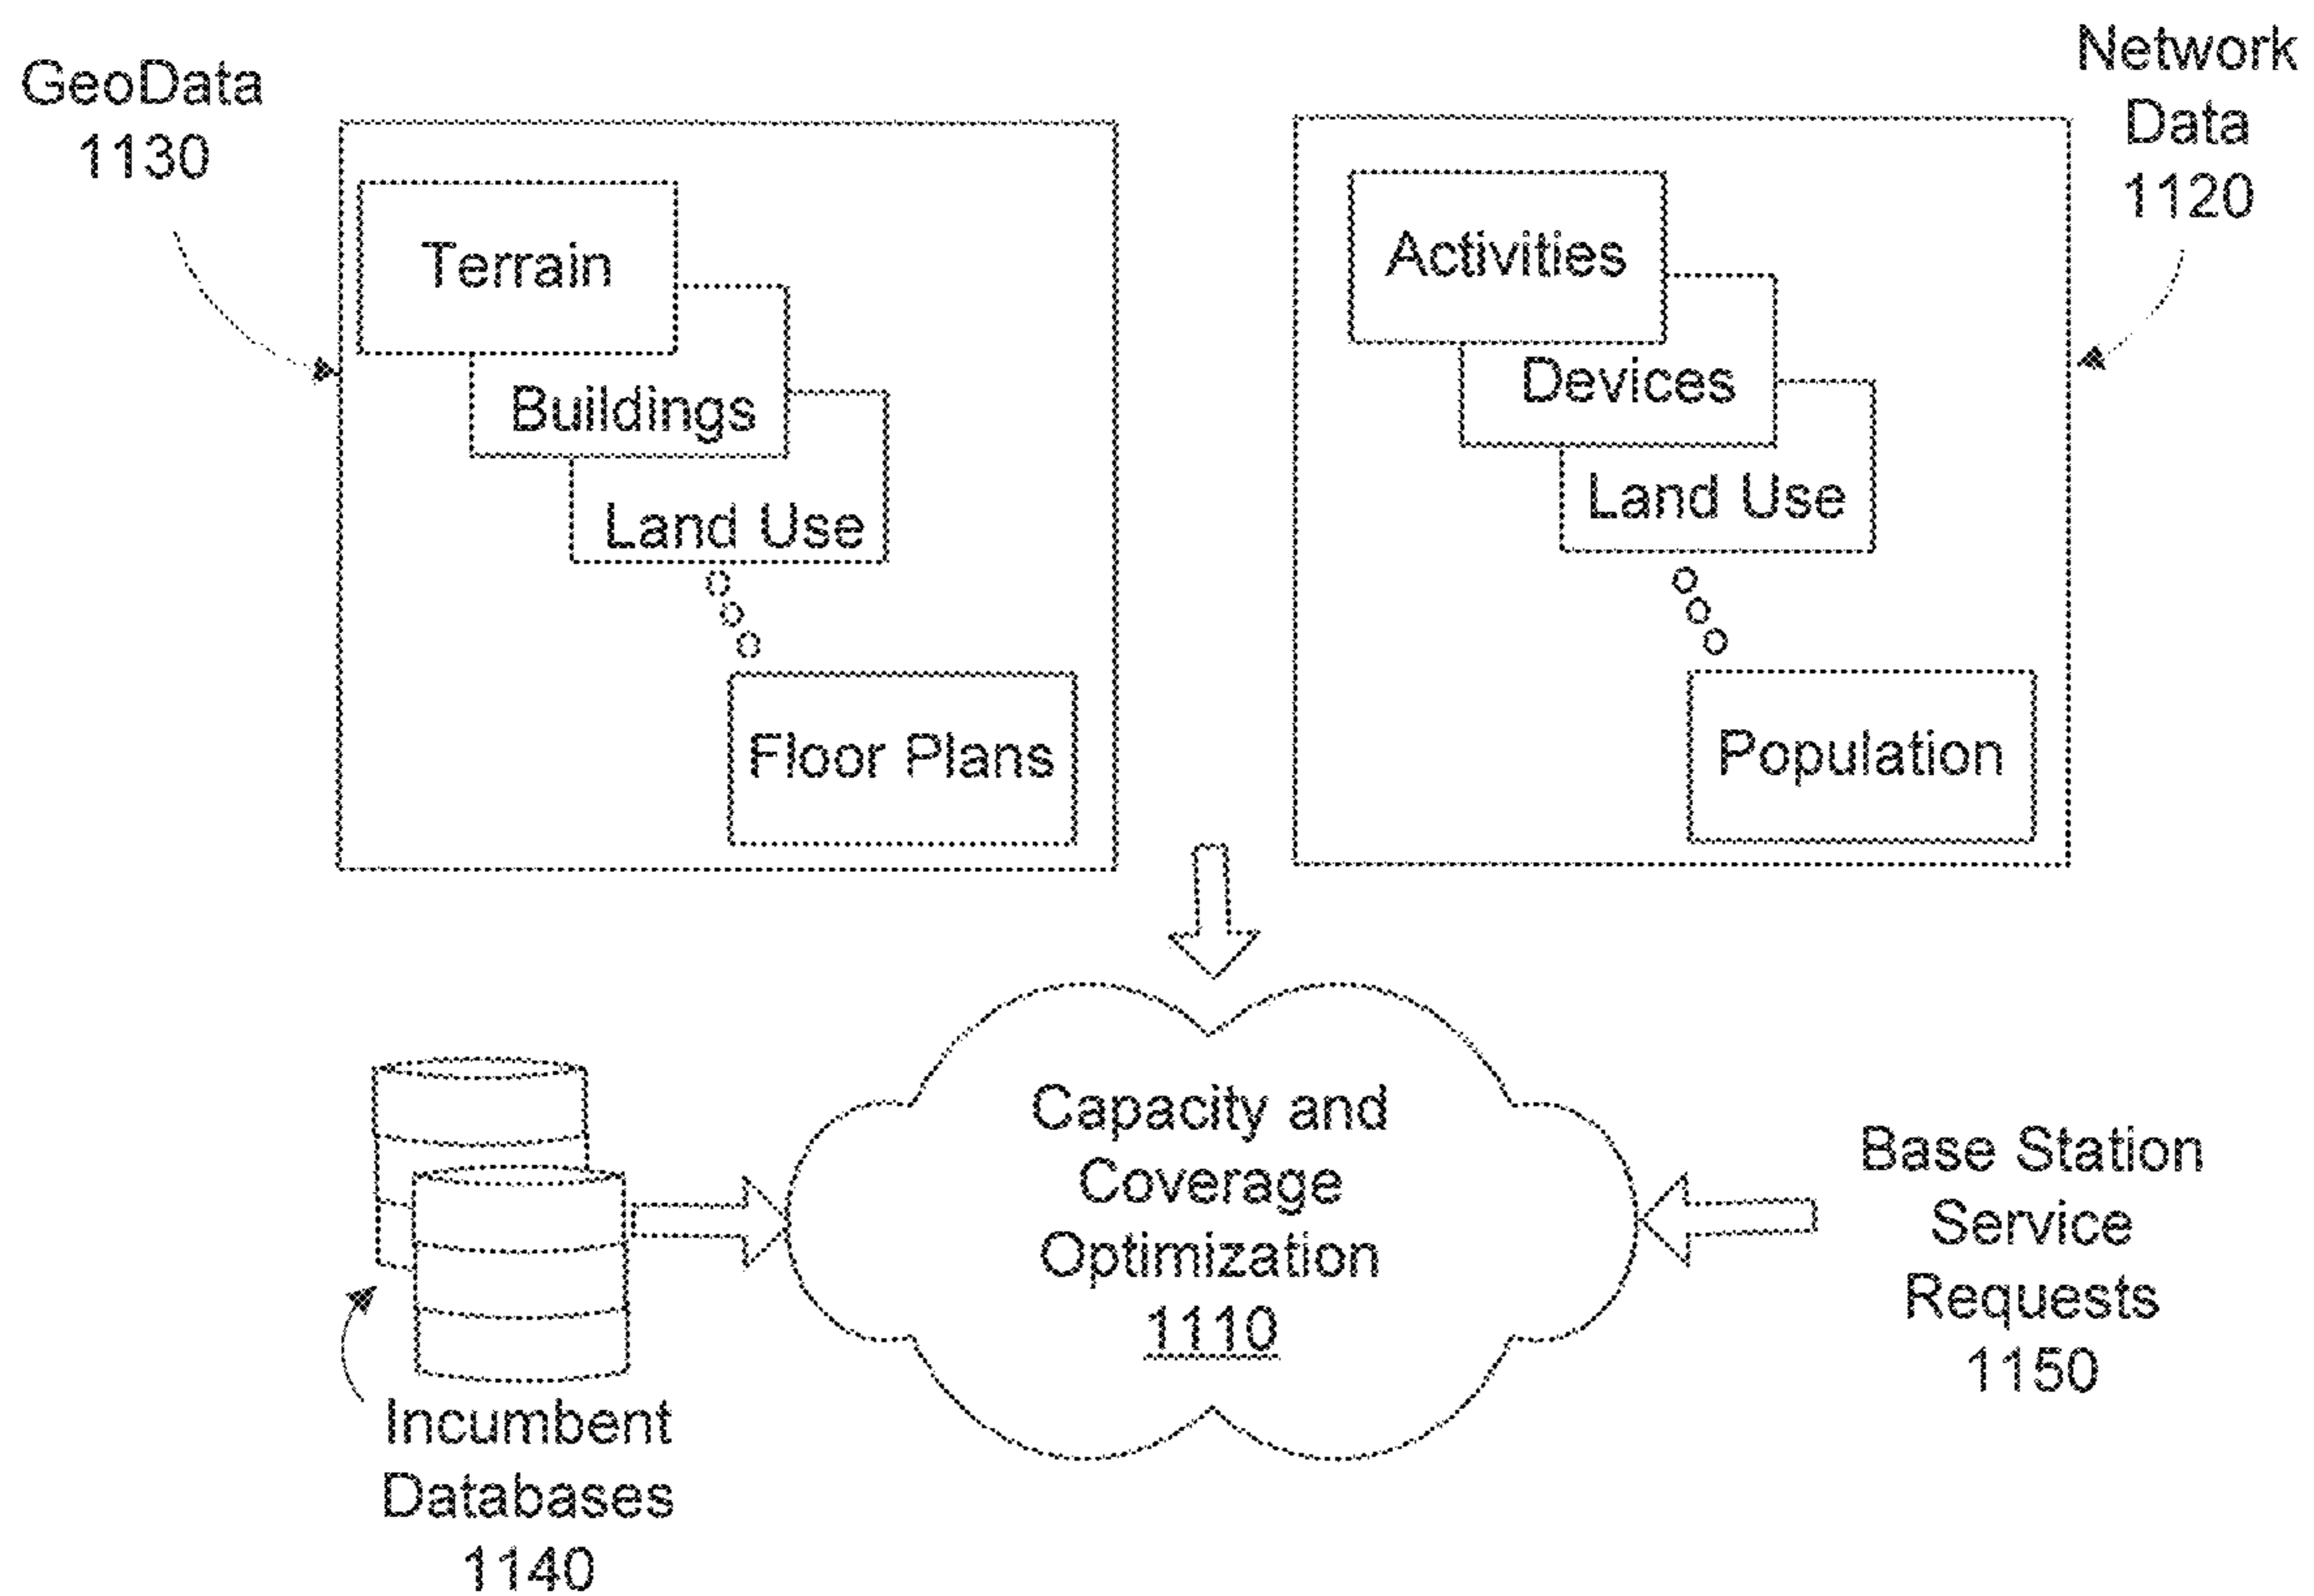 GeoData
1130
Network
Data
1120
Terrain
Buildings
Land Use
Floor Plans
Activities
Devices
Land Use
Population
Capacity and
Coverage
Optimization
1110
Incumbent
Databases
1140
Base Station
Service
Requests
1150